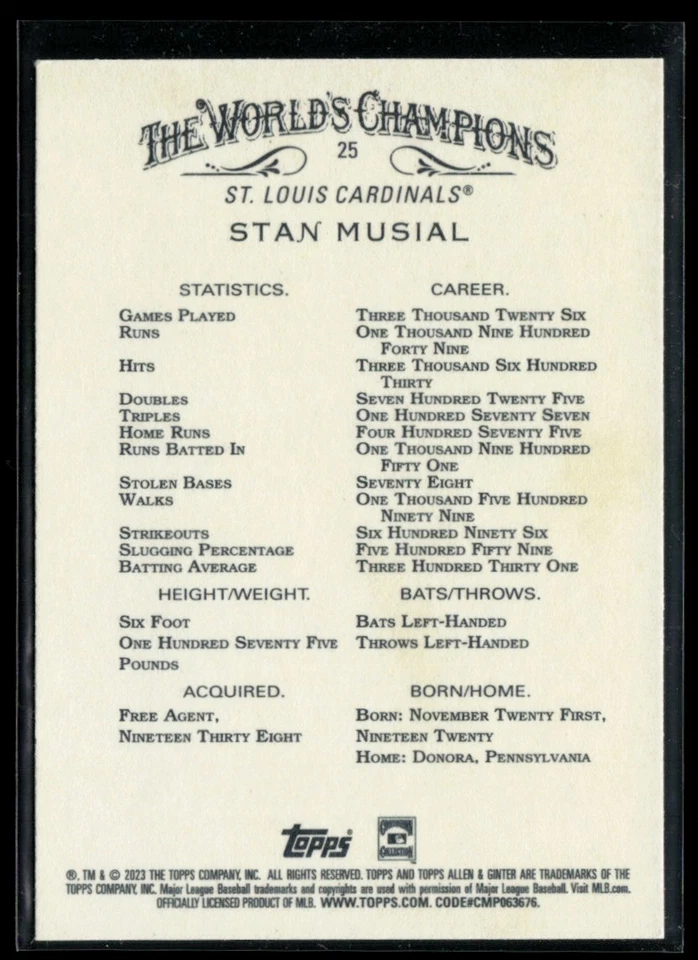 THE WORLD'S CHAMPIONS
25
ST. LOUIS CARDINALS®
STAN MUSIAL
STATISTICS. CAREER.
GAMES PLAYED THREE THOUSAND TWENTY SIX
RUNS ONE THOUSAND NINE HUNDRED
FORTY NINE
HITS THREE THOUSAND SIX HUNDRED
THIRTY
DOUBLES SEVEN HUNDRED TWENTY FIVE
TRIPLES ONE HUNDRED SEVENTY SEVEN
HOME RUNS FOUR HUNDRED SEVENTY FIVE
RUNS BATTED IN ONE THOUSAND NINE HUNDRED
FIFTY ONE
STOLEN BASES SEVENTY EIGHT
WALKS ONE THOUSAND FIVE HUNDRED
NINETY NINE
STRIKEOUTS SIX HUNDRED NINETY SIX
SLUGGING PERCENTAGE FIVE HUNDRED FIFTY NINE
BATTING AVERAGE THREE HUNDRED THIRTY ONE
HEIGHT/WEIGHT. BATS/THROWS.
SIX FOOT BATS LEFT-HANDED
ONE HUNDRED SEVENTY FIVE THROWS LEFT-HANDED
POUNDS
ACQUIRED. BORN/HOME.
FREE AGENT, BORN: NOVEMBER TWENTY FIRST,
NINETEEN THIRTY EIGHT NINETEEN TWENTY
HOME: DONORA, PENNSYLVANIA
topps COOPERSTOWN COLLECTION
®, TM & © 2023 THE TOPPS COMPANY, INC. ALL RIGHTS RESERVED. TOPPS AND TOPPS ALLEN & GINTER ARE TRADEMARKS OF THE
TOPPS COMPANY, INC. Major League Baseball trademarks and copyrights are used with permission of Major League Baseball. Visit MLB.com.
OFFICIALLY LICENSED PRODUCT OF MLB. WWW.TOPPS.COM. CODE#CMP063676.